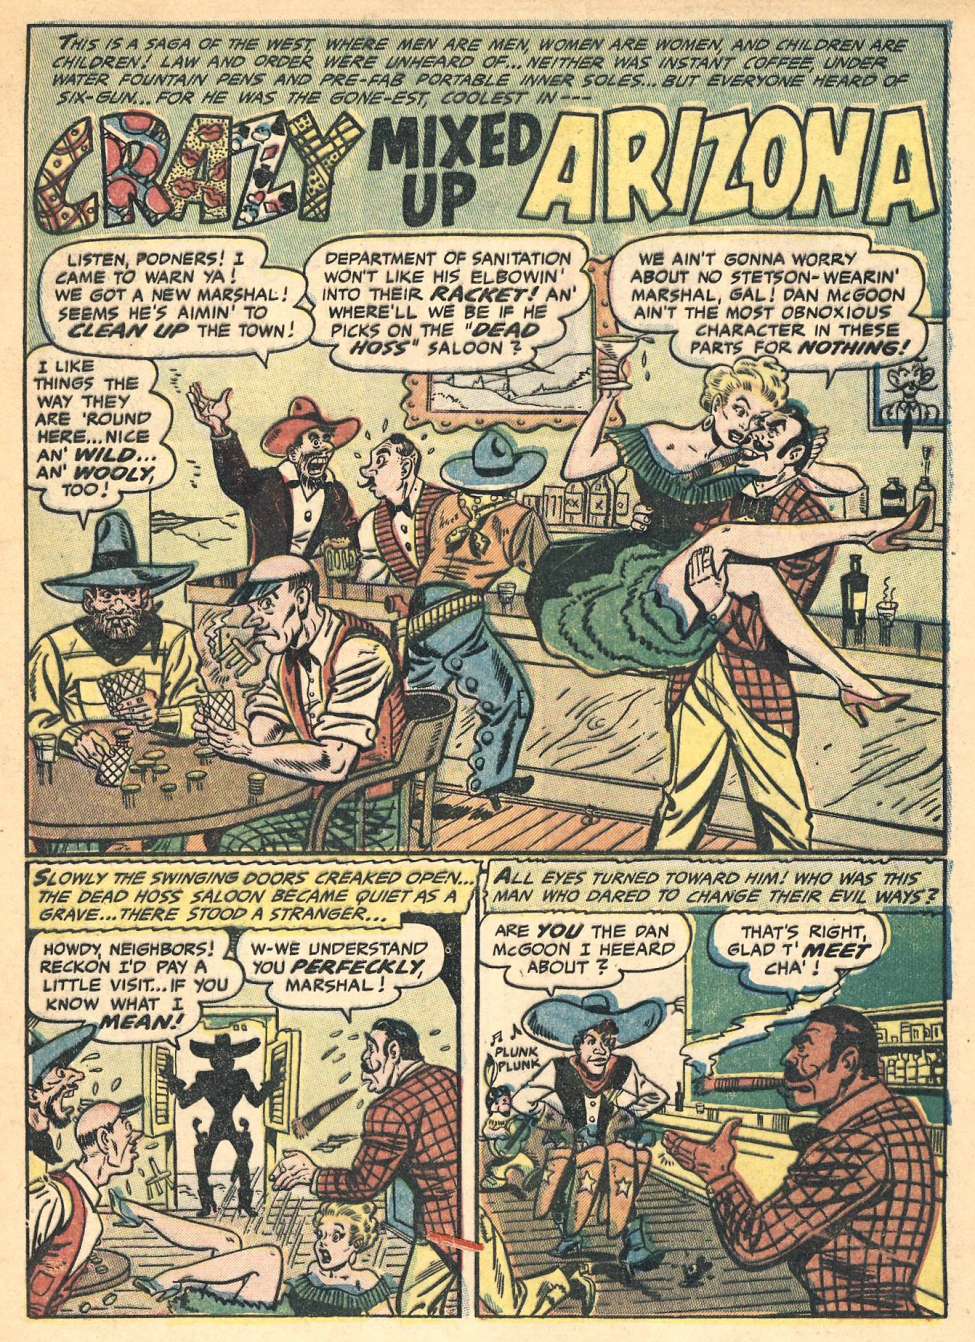 THIS IS A SAGA OF THE WEST, WHERE MEN ARE MEN, WOMEN ARE WOMEN, AND CHILDREN ARE
CHILDREN! LAW AND ORDER WERE UNHEARD OF... NEITHER WAS INSTANT COFFEE, UNDER
WATER FOUNTAIN PENS AND PRE-FAB PORTABLE INNER SOLES... BUT EVERYONE HEARD OF
SIX-GUN... FOR HE WAS THE GONE-EST, COOLEST IN ---
CRAZY MIXED UP ARIZONA
LISTEN, PODNERS! I
CAME TO WARN YA!
WE GOT A NEW MARSHAL!
SEEMS HE'S AIMIN' TO
CLEAN UP THE TOWN!
DEPARTMENT OF SANITATION
WON'T LIKE HIS ELBOWIN'
INTO THEIR RACKET! AN'
WHERE'LL WE BE IF HE
PICKS ON THE "DEAD
HOSS" SALOON?
WE AIN'T GONNA WORRY
ABOUT NO STETSON-WEARIN'
MARSHAL, GAL! DAN McGOON
AIN'T THE MOST OBNOXIOUS
CHARACTER IN THESE
PARTS FOR NOTHING!
I LIKE
THINGS THE
WAY THEY
ARE 'ROUND
HERE... NICE
AN' WILD...
AN' WOOLY,
TOO!
SLOWLY THE SWINGING DOORS CREAKED OPEN...
THE DEAD HOSS SALOON BECAME QUIET AS A
GRAVE... THERE STOOD A STRANGER...
HOWDY, NEIGHBORS!
RECKON I'D PAY A
LITTLE VISIT... IF YOU
KNOW WHAT I
MEAN!
W-WE UNDERSTAND
YOU PERFECKLY,
MARSHAL!
ALL EYES TURNED TOWARD HIM! WHO WAS THIS
MAN WHO DARED TO CHANGE THEIR EVIL WAYS?
ARE YOU THE DAN
McGOON I HEEARD
ABOUT?
THAT'S RIGHT,
GLAD T' MEET
CHA'!
PLUNK
PLUNK